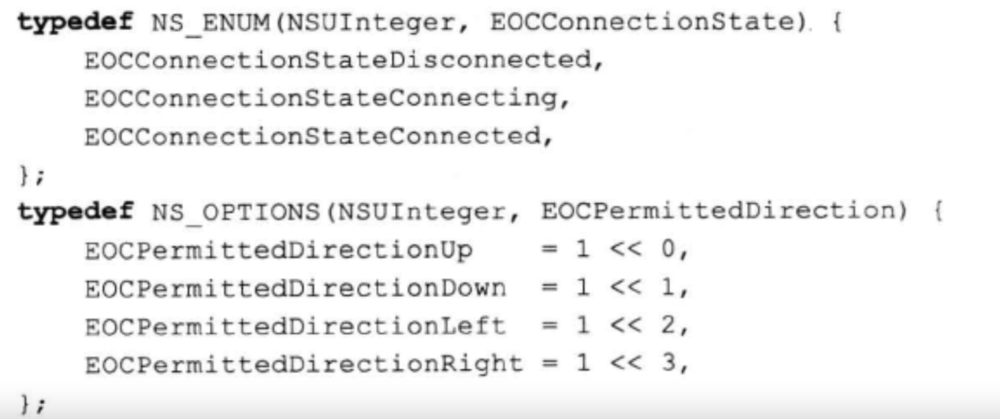 typedef NS_ENUM(NSUInteger, EOCConnectionState) {
    EOCConnectionStateDisconnected,
    EOCConnectionStateConnecting,
    EOCConnectionStateConnected,
};
typedef NS_OPTIONS(NSUInteger, EOCPermittedDirection) {
    EOCPermittedDirectionUp    = 1 << 0,
    EOCPermittedDirectionDown  = 1 << 1,
    EOCPermittedDirectionLeft  = 1 << 2,
    EOCPermittedDirectionRight = 1 << 3,
};